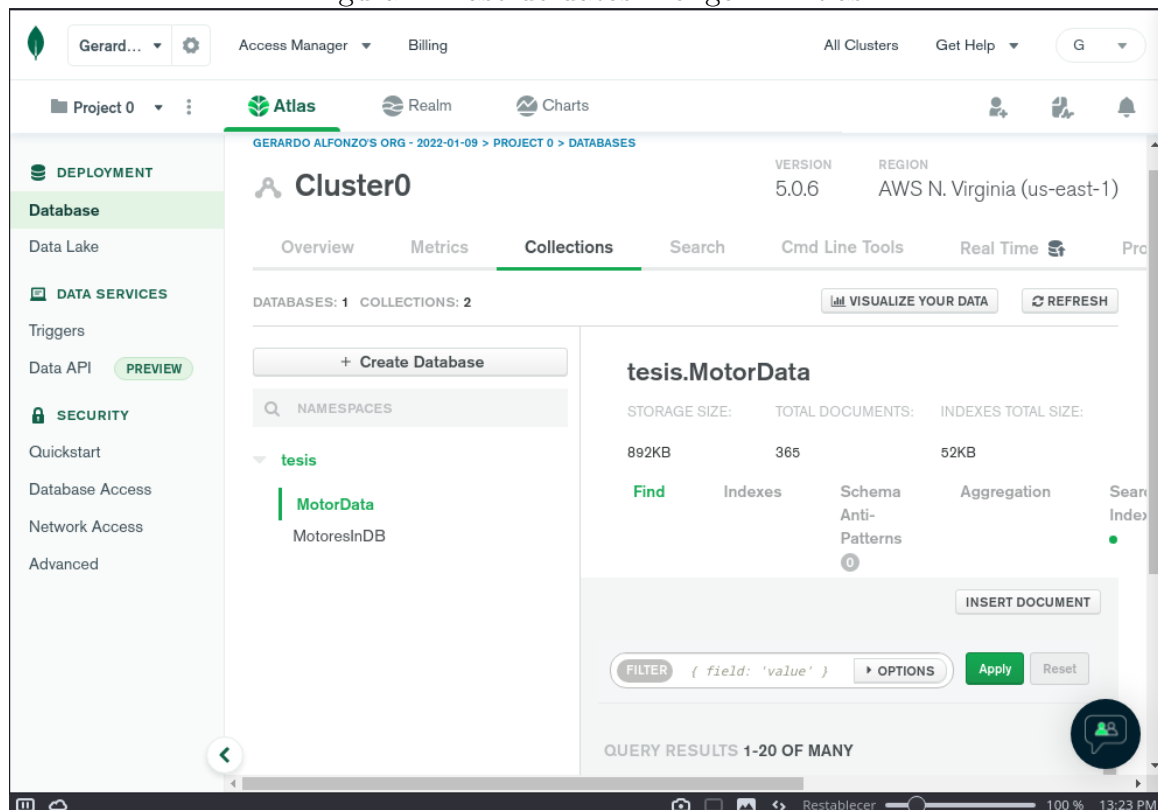 Gerard...
Access Manager
Billing
All Clusters
Get Help
G
Project 0
Atlas
Realm
Charts
DEPLOYMENT
Database
Data Lake
DATA SERVICES
Triggers
Data API PREVIEW
SECURITY
Quickstart
Database Access
Network Access
Advanced
GERARDO ALFONZO'S ORG - 2022-01-09 > PROJECT 0 > DATABASES
Cluster0
VERSION
5.0.6
REGION
AWS N. Virginia (us-east-1)
Overview
Metrics
Collections
Search
Cmd Line Tools
Real Time
Pro
DATABASES: 1 COLLECTIONS: 2
VISUALIZE YOUR DATA
REFRESH
+ Create Database
NAMESPACES
tesis
MotorData
MotoresInDB
tesis.MotorData
STORAGE SIZE:
892KB
TOTAL DOCUMENTS:
365
INDEXES TOTAL SIZE:
52KB
Find
Indexes
Schema
Anti-
Patterns
0
Aggregation
INSERT DOCUMENT
FILTER { field: 'value' }
OPTIONS
Apply
Reset
QUERY RESULTS 1-20 OF MANY
Restablecer
100 %
13:23 PM